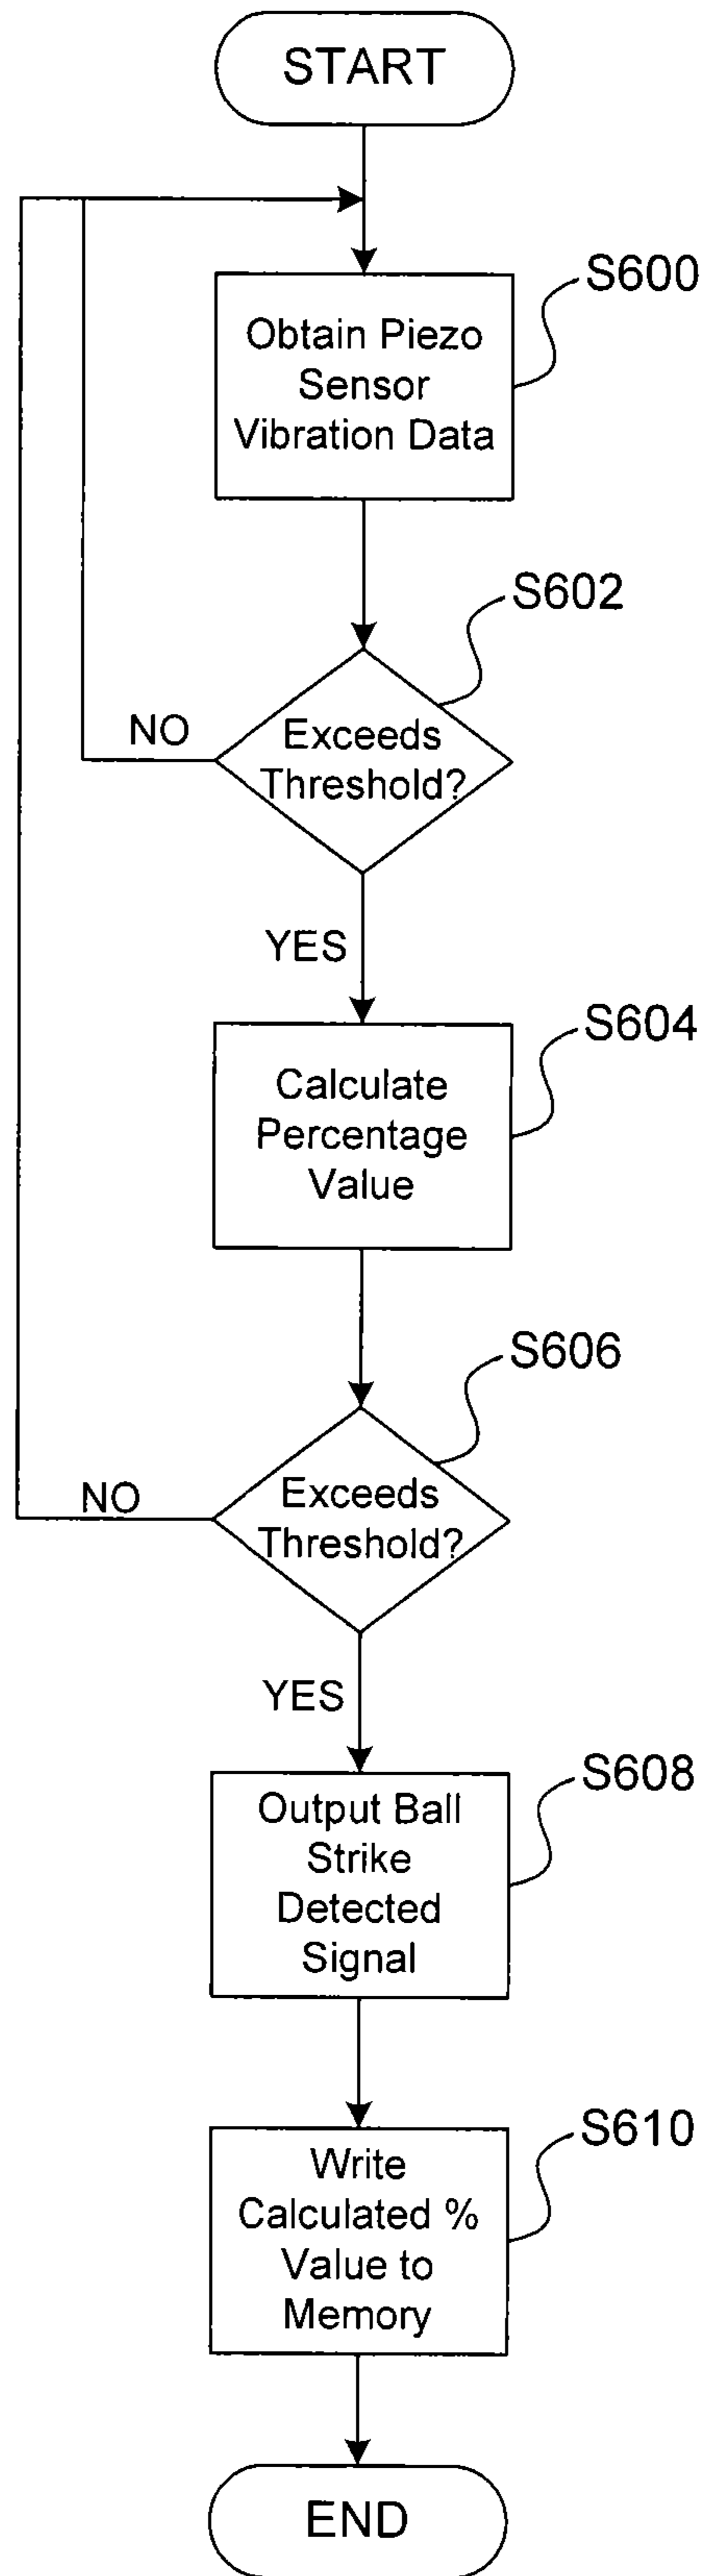 START
S600
Obtain Piezo
Sensor
Vibration Data
S602
Exceeds
Threshold?
NO
YES
S604
Calculate
Percentage
Value
S606
Exceeds
Threshold?
NO
YES
S608
Output Ball
Strike
Detected
Signal
S610
Write
Calculated %
Value to
Memory
END